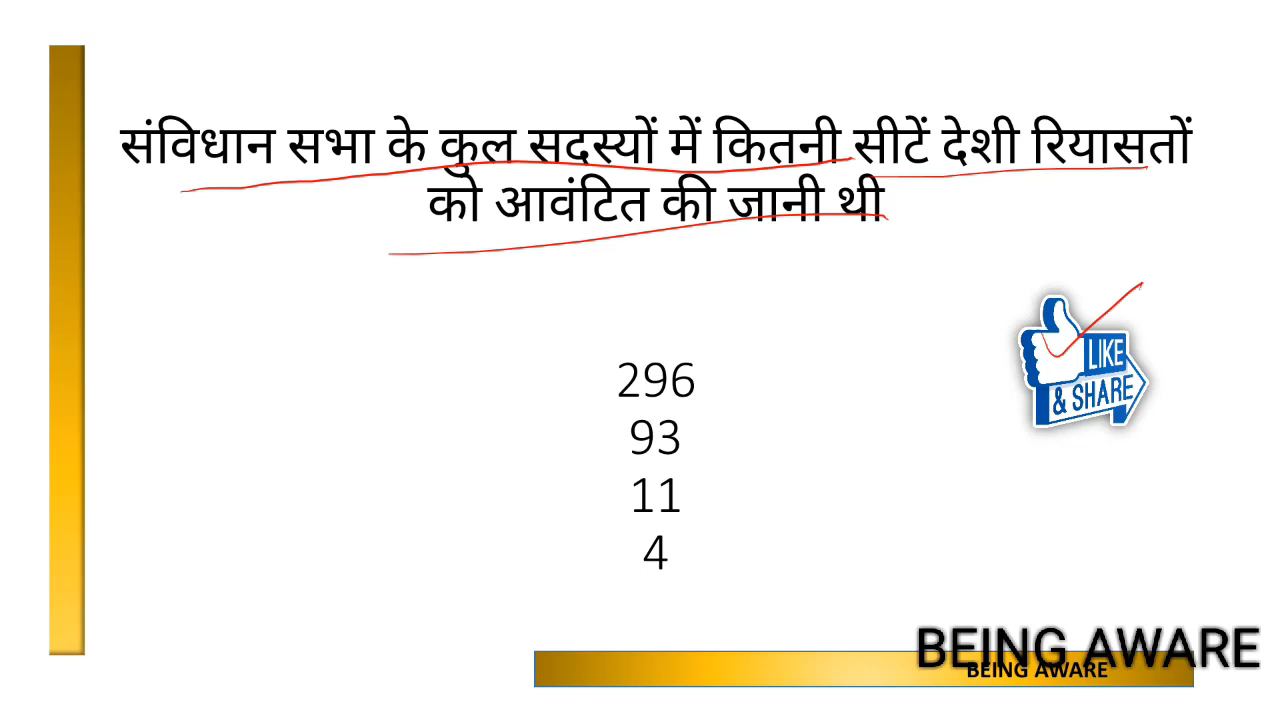 संविधान सभा के कुल सदस्यों में कितनी सीटें देशी रियासतों
को आवंटित की जानी थी
296
93
11
4
LIKE
& SHARE
BEING AWARE
BEING AWARE